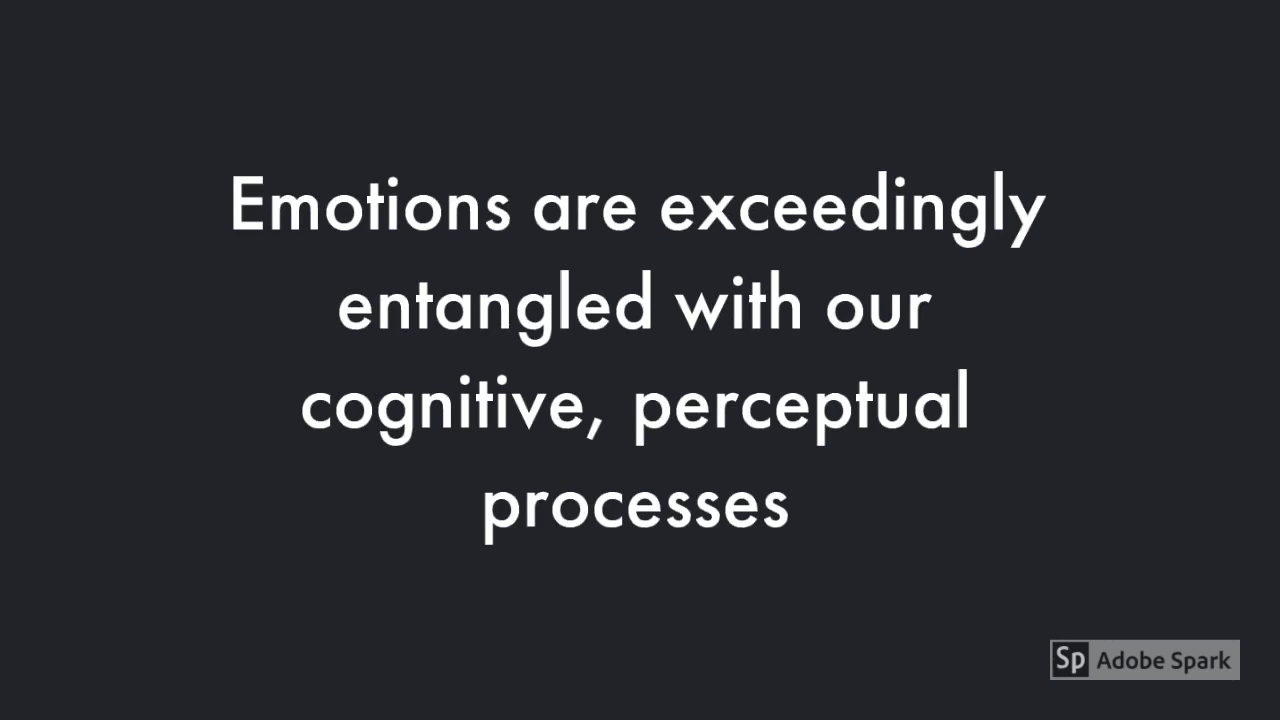 Emotions are exceedingly
entangled with our
cognitive, perceptual
processes
Sp Adobe Spark